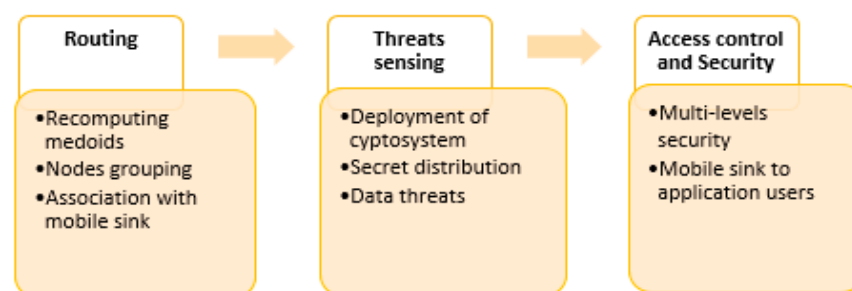 Routing
•Recomputing
medoids
•Nodes grouping
•Association with
mobile sink
Threats
sensing
•Deployment of
cyptosystem
•Secret distribution
•Data threats
Access control
and Security
•Multi-levels
security
•Mobile sink to
application users